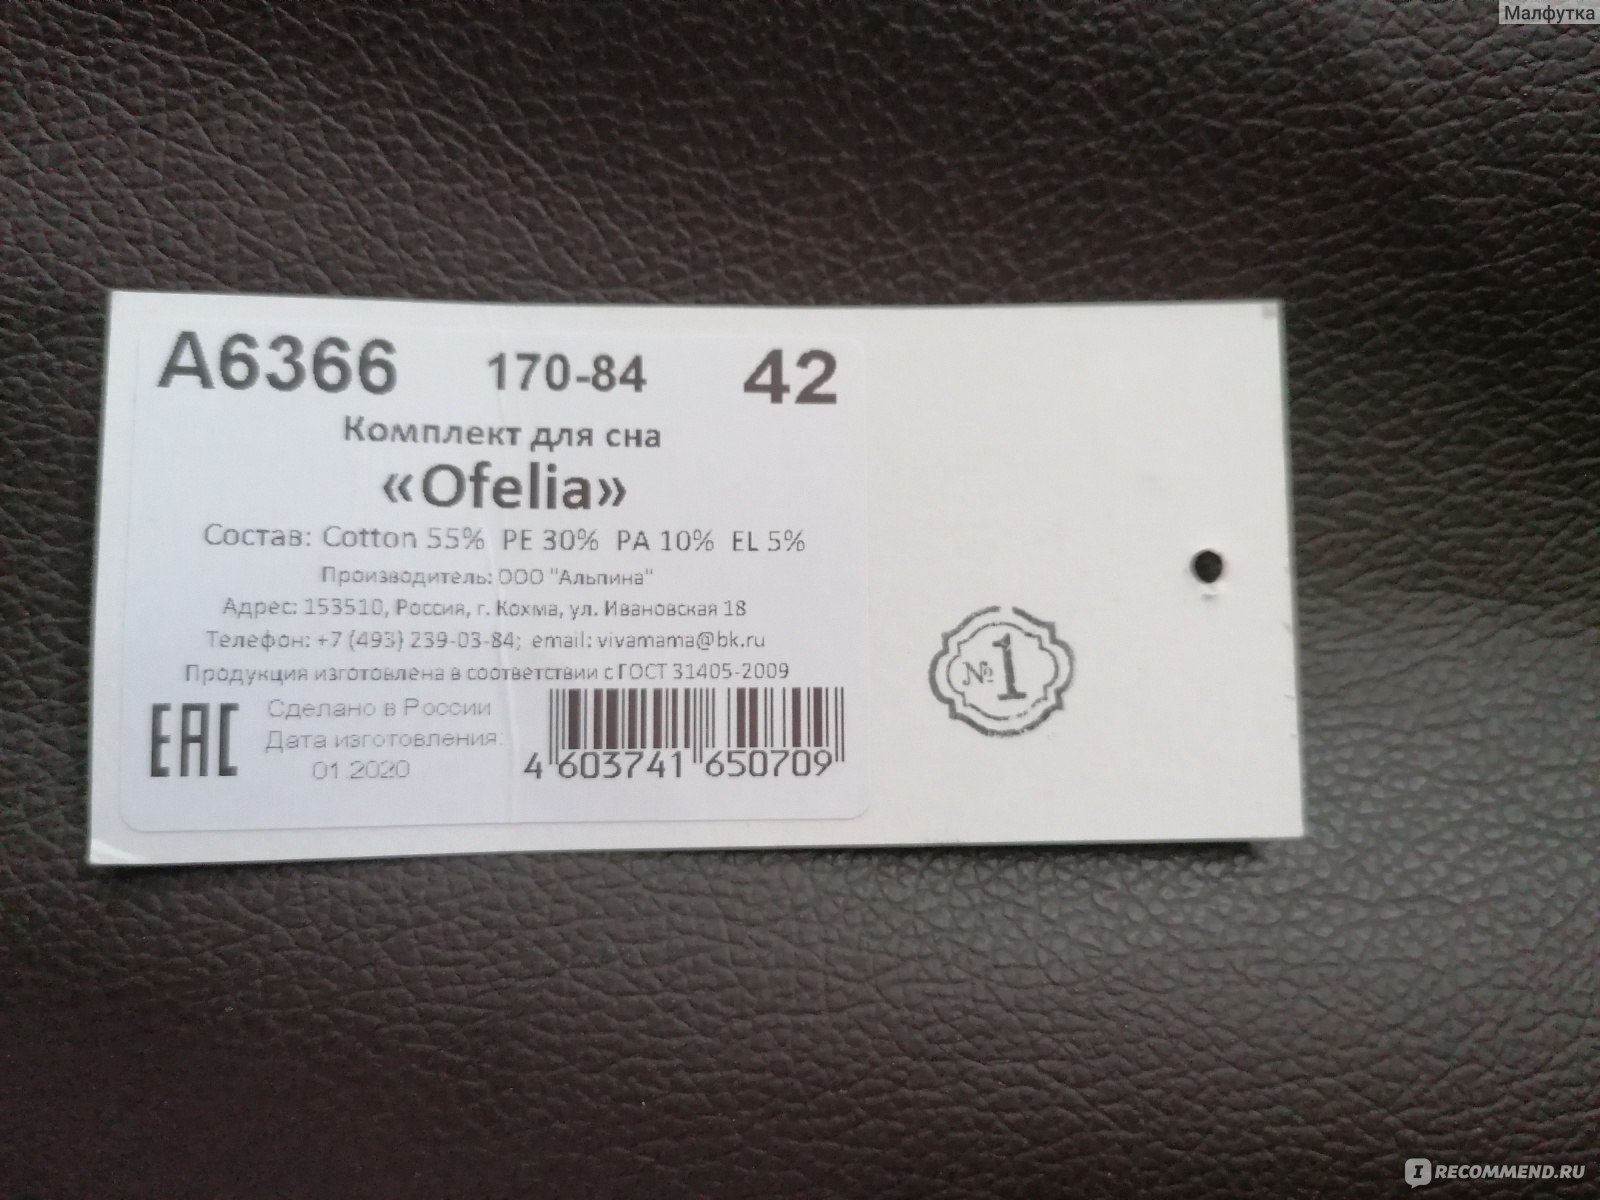 Малфутка
А6366 170-84 42
Комплект для сна
«Ofelia»
Состав: Cotton 55% PE 30% PA 10% EL 5%
Производитель: ООО "Альпина"
Адрес: 153510, Россия, г. Кохма, ул. Ивановская 18
Телефон: +7 (493) 239-03-84; email: vivamama@bk.ru
Продукция изготовлена в соответствии с ГОСТ 31405-2009
EAC
Сделано в России
Дата изготовления:
01.2020
4 603741 650709
№1
IRECOMMEND.RU